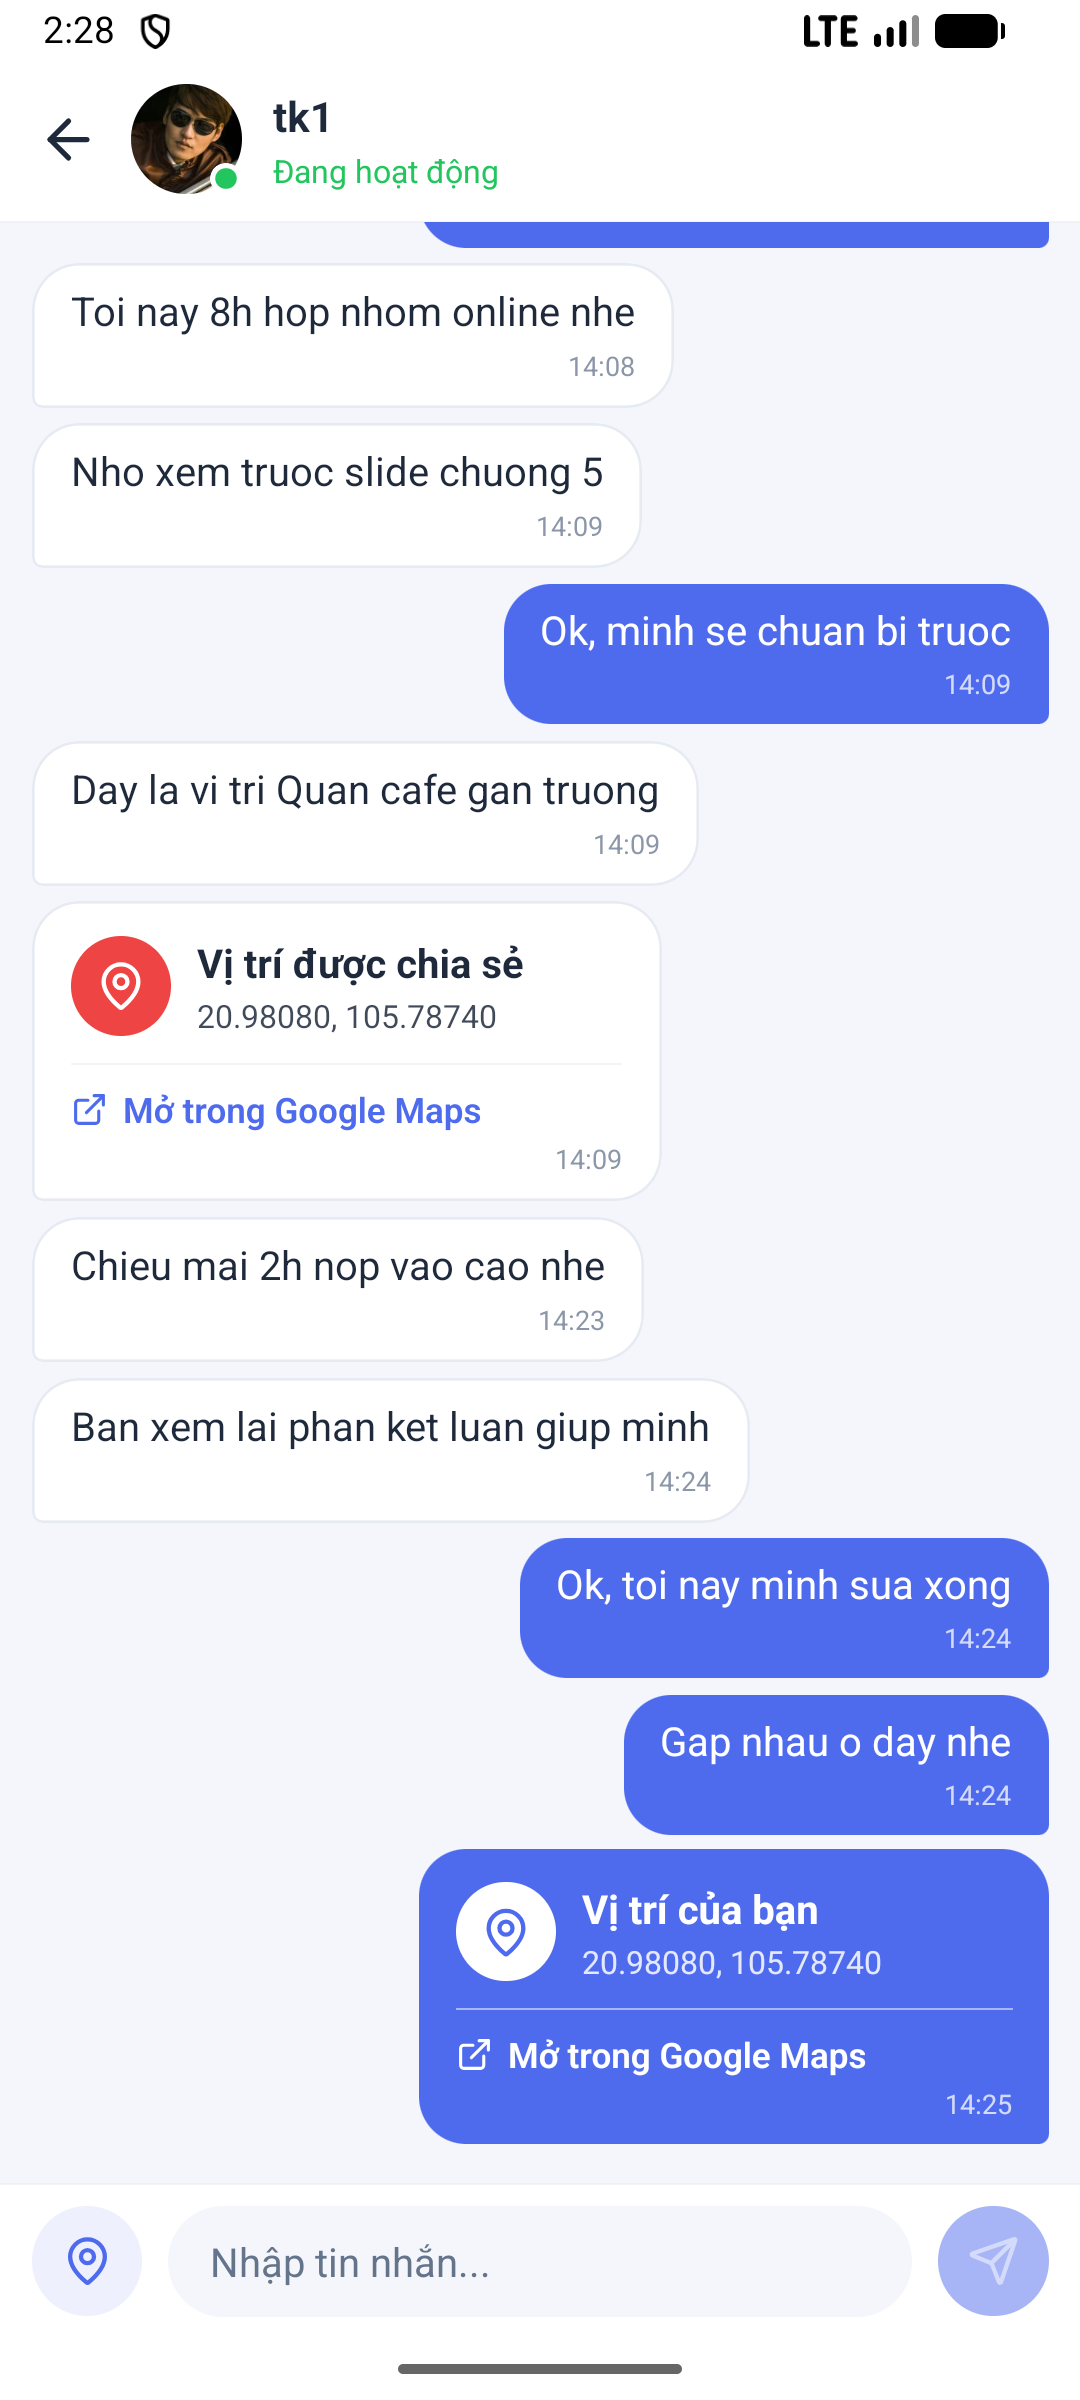 2:28
LTE
tk1
Đang hoạt động
Toi nay 8h hop nhom online nhe
14:08
Nho xem truoc slide chuong 5
14:09
Ok, minh se chuan bi truoc
14:09
Day la vi tri Quan cafe gan truong
14:09
Vị trí được chia sẻ
20.98080, 105.78740
Mở trong Google Maps
14:09
Chieu mai 2h nop vao cao nhe
14:23
Ban xem lai phan ket luan giup minh
14:24
Ok, toi nay minh sua xong
14:24
Gap nhau o day nhe
14:24
Vị trí của bạn
20.98080, 105.78740
Mở trong Google Maps
14:25
Nhập tin nhắn...